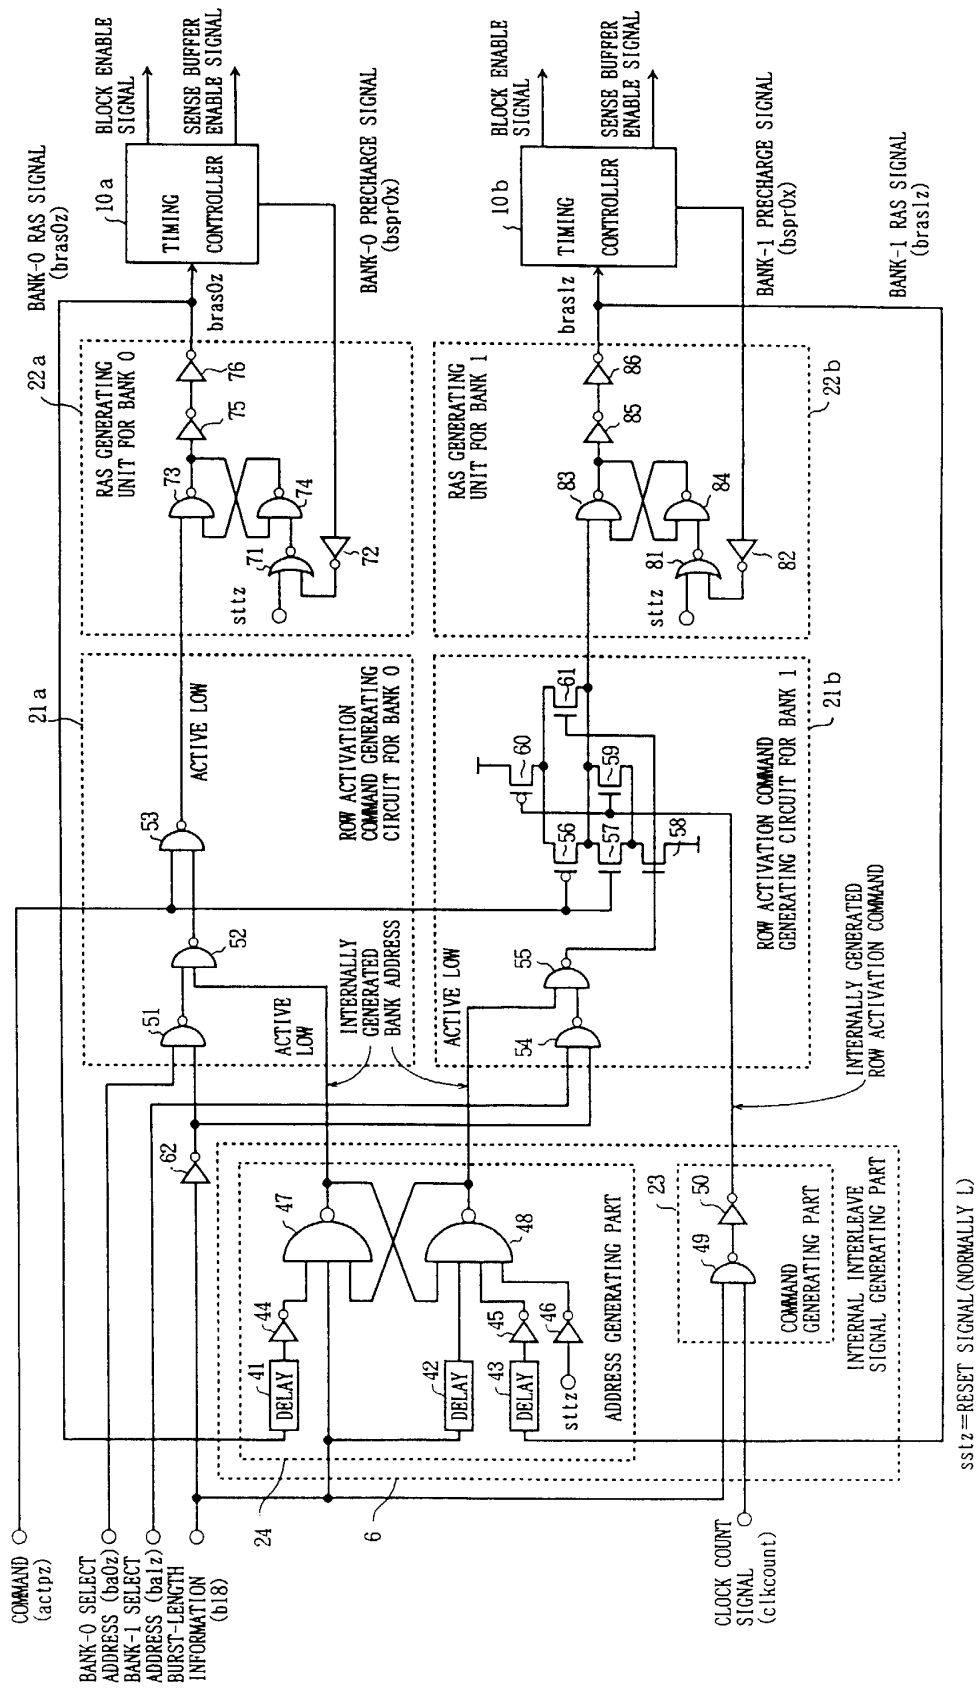 COMMAND
(actpz)
BANK-0 SELECT
ADDRESS (ba0z)
BANK-1 SELECT
ADDRESS (ba1z)
BURST-LENGTH
INFORMATION
(bl8)
CLOCK COUNT
SIGNAL
(clkcount)
24
6
41
DELAY
44
47
42
DELAY
48
43
DELAY
45
46
sttz
ADDRESS GENERATING PART
62
23
49
50
COMMAND
GENERATING PART
INTERNAL INTERLEAVE
SIGNAL GENERATING PART
21a
51
52
53
ACTIVE
LOW
INTERNALLY
GENERATED
BANK ADDRESS
ACTIVE LOW
ROW ACTIVATION
COMMAND GENERATING
CIRCUIT FOR BANK 0
ACTIVE LOW
54
55
56
57
58
59
60
61
ROW ACTIVATION COMMAND
GENERATING CIRCUIT FOR BANK 1
21b
INTERNALLY GENERATED
ROW ACTIVATION COMMAND
22a
RAS GENERATING
UNIT FOR BANK 0
73
74
75
76
71
72
sttz
RAS GENERATING
UNIT FOR BANK 1
83
84
85
86
81
82
sttz
22b
BANK-0 RAS SIGNAL
(bras0z)
bras0z
10a
TIMING
CONTROLLER
BLOCK ENABLE
SIGNAL
SENSE BUFFER
ENABLE SIGNAL
BANK-0 PRECHARGE SIGNAL
(bspr0x)
bras1z
10b
TIMING
CONTROLLER
BLOCK ENABLE
SIGNAL
SENSE BUFFER
ENABLE SIGNAL
BANK-1 PRECHARGE SIGNAL
(bspr0x)
BANK-1 RAS SIGNAL
(bras1z)
sstz=RESET SIGNAL(NORMALLY L)